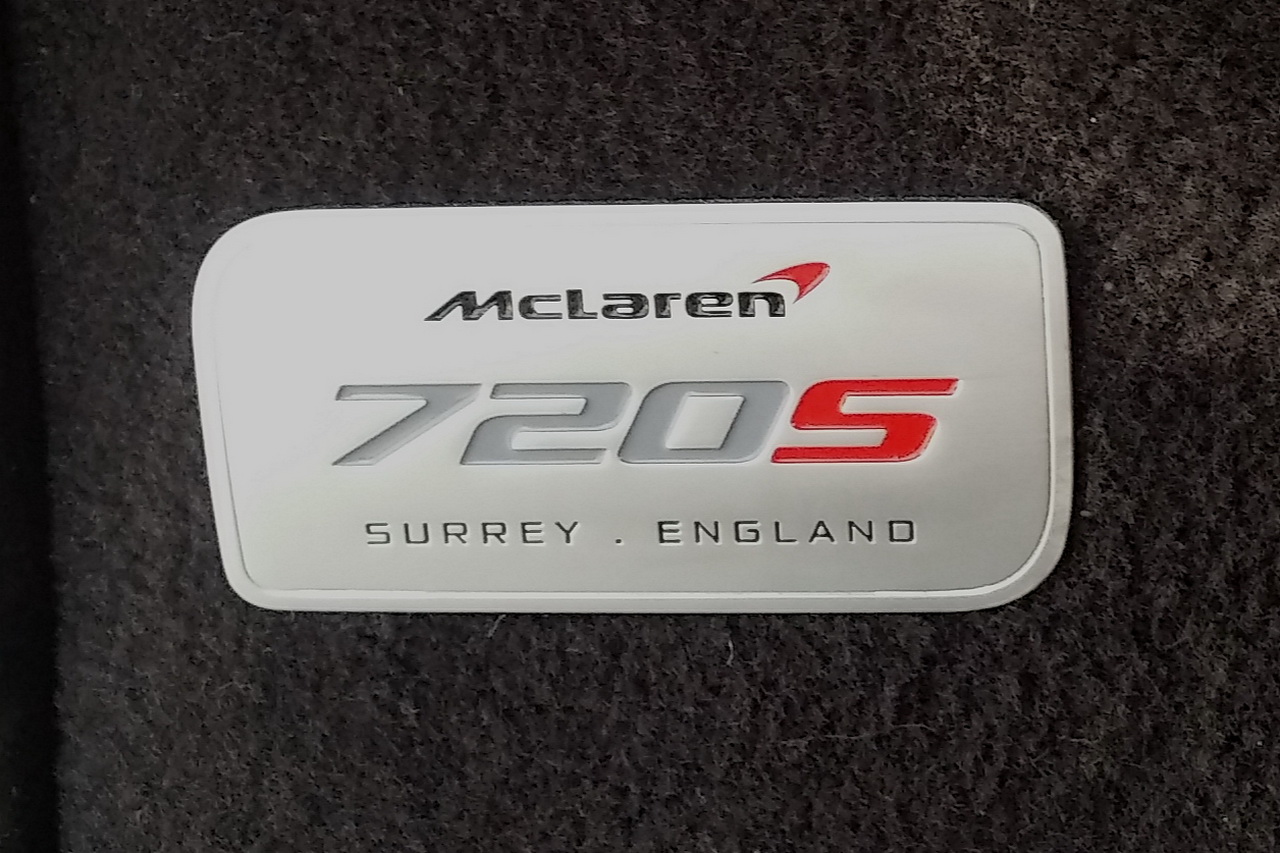 McLaren
720S
SURREY . ENGLAND